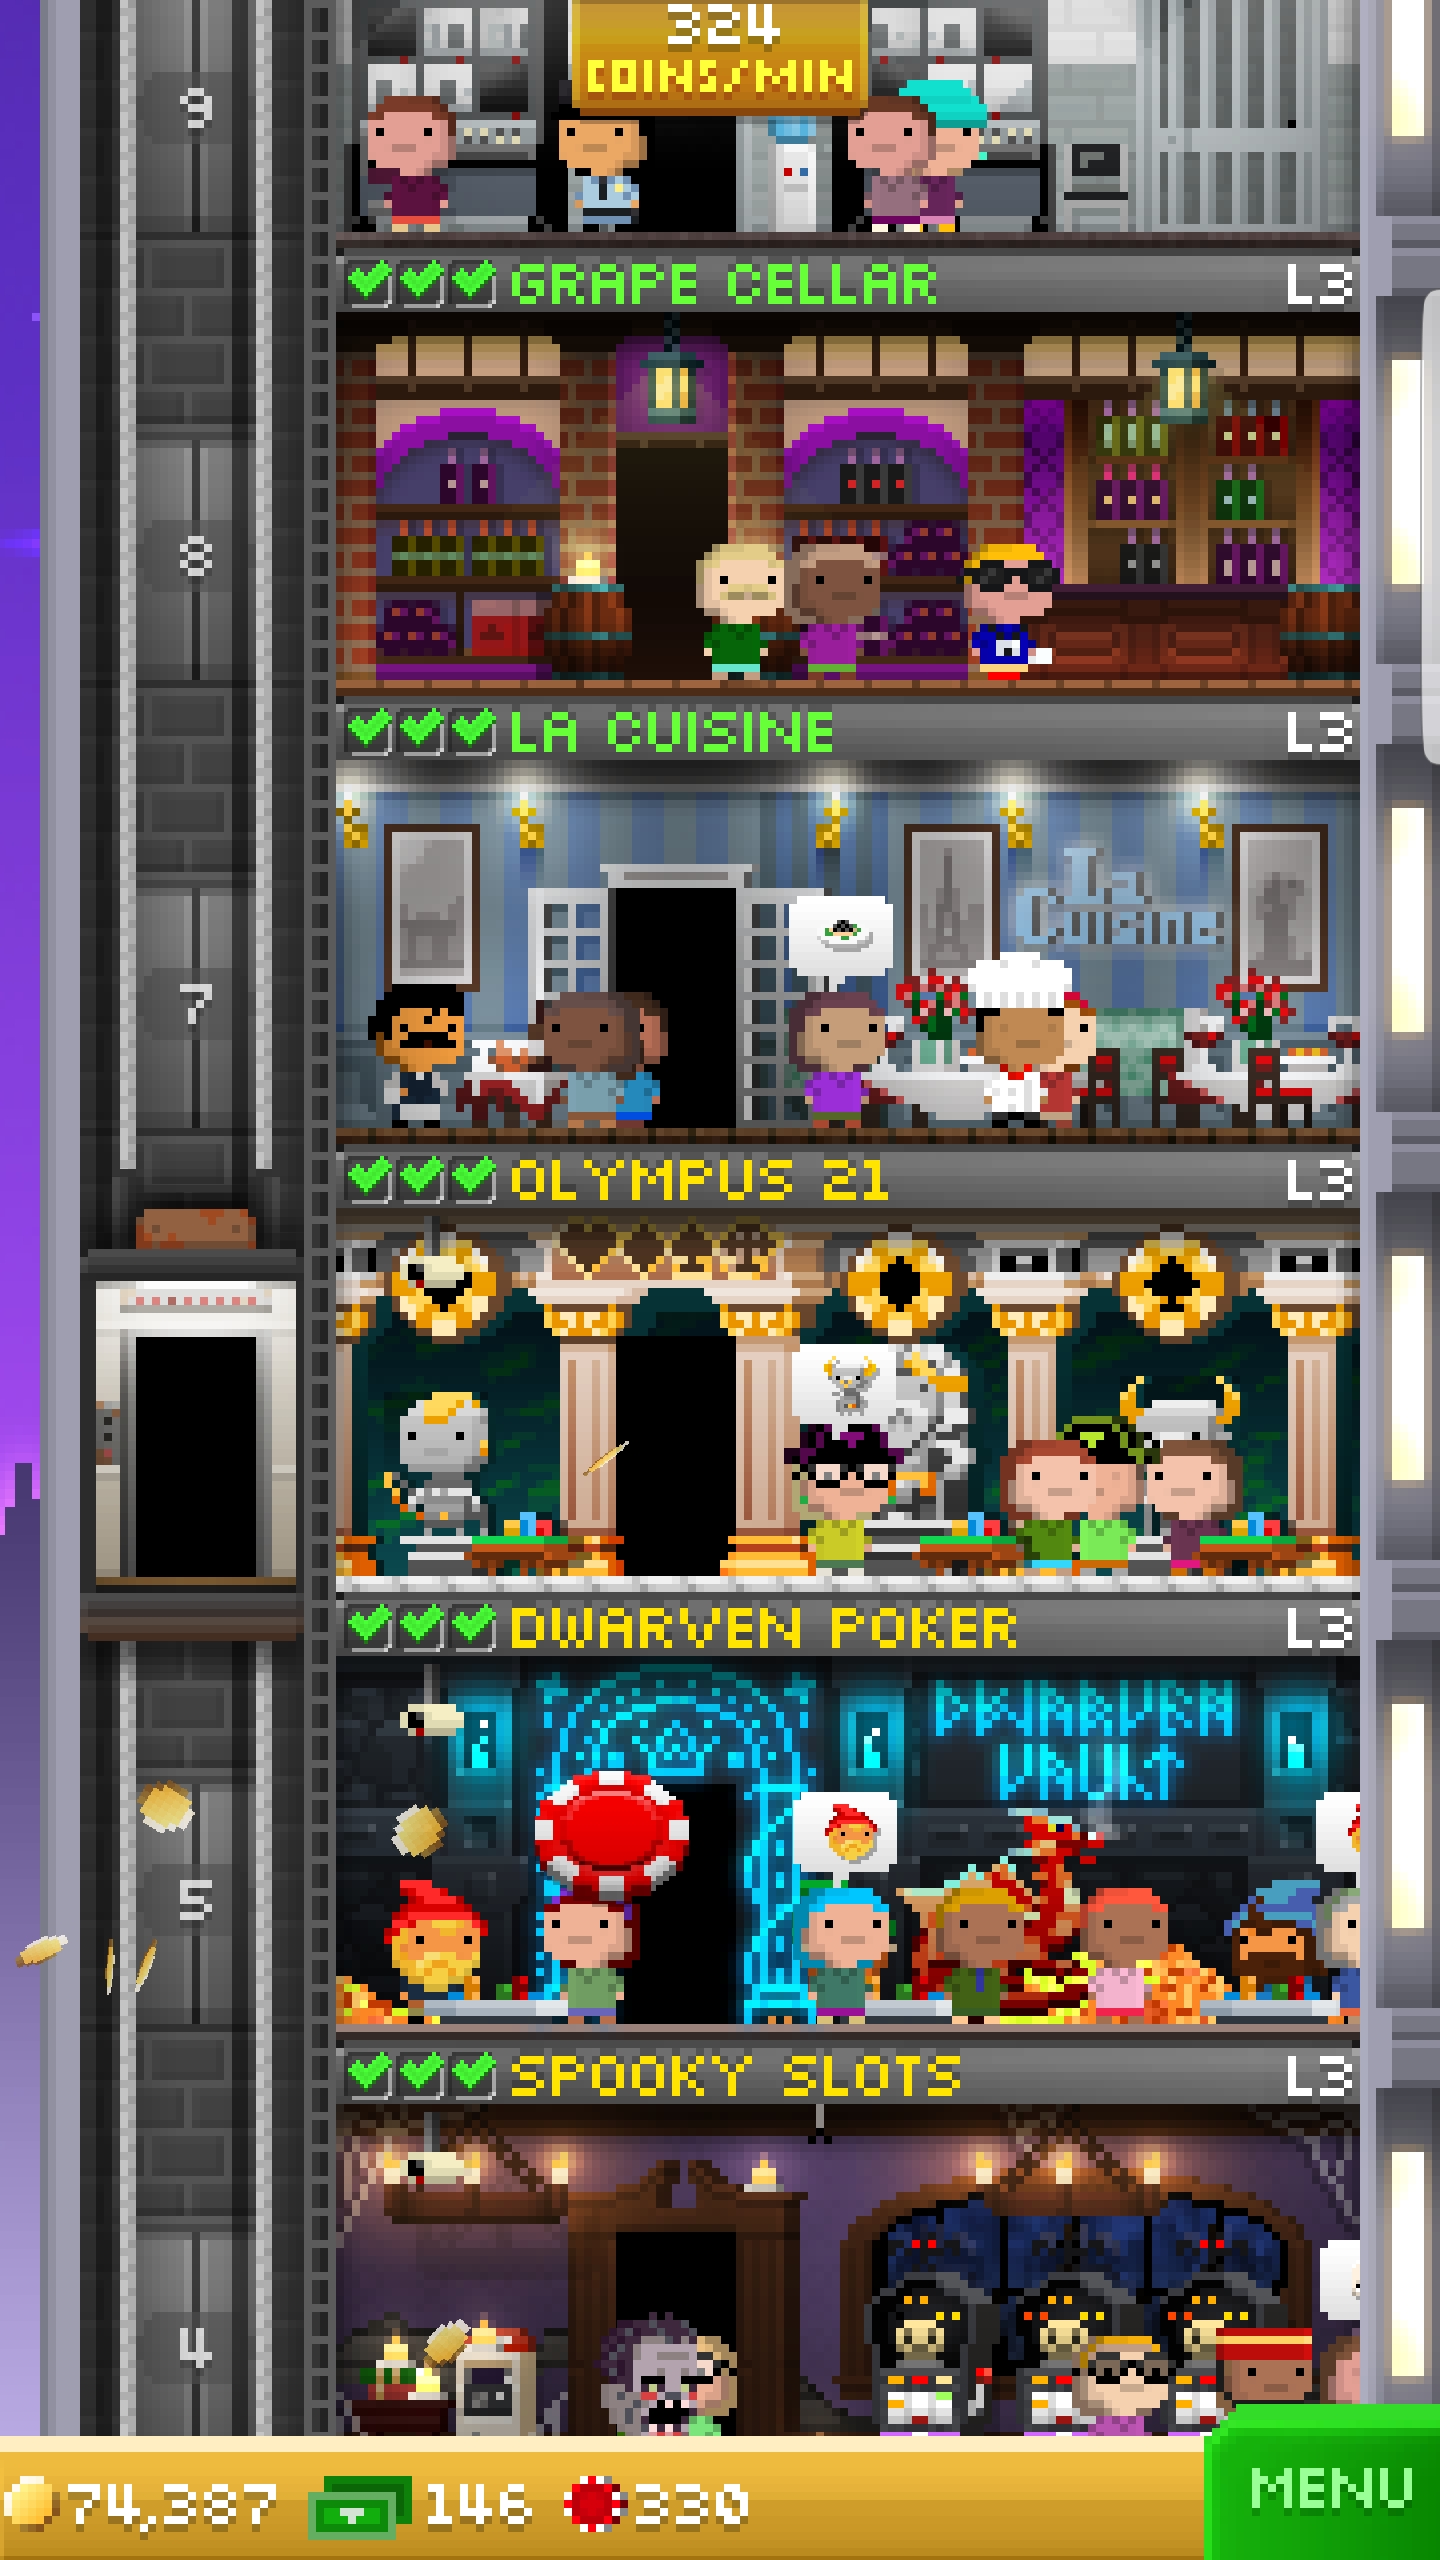 324
COINS/MIN
9
GRAPE CELLAR L3
8
LA CUISINE L3
La
Cuisine
7
OLYMPUS 21 L3
DWARVEN POKER L3
DWARVEN
VAULT
5
SPOOKY SLOTS L3
4
74,387 146 330
MENU